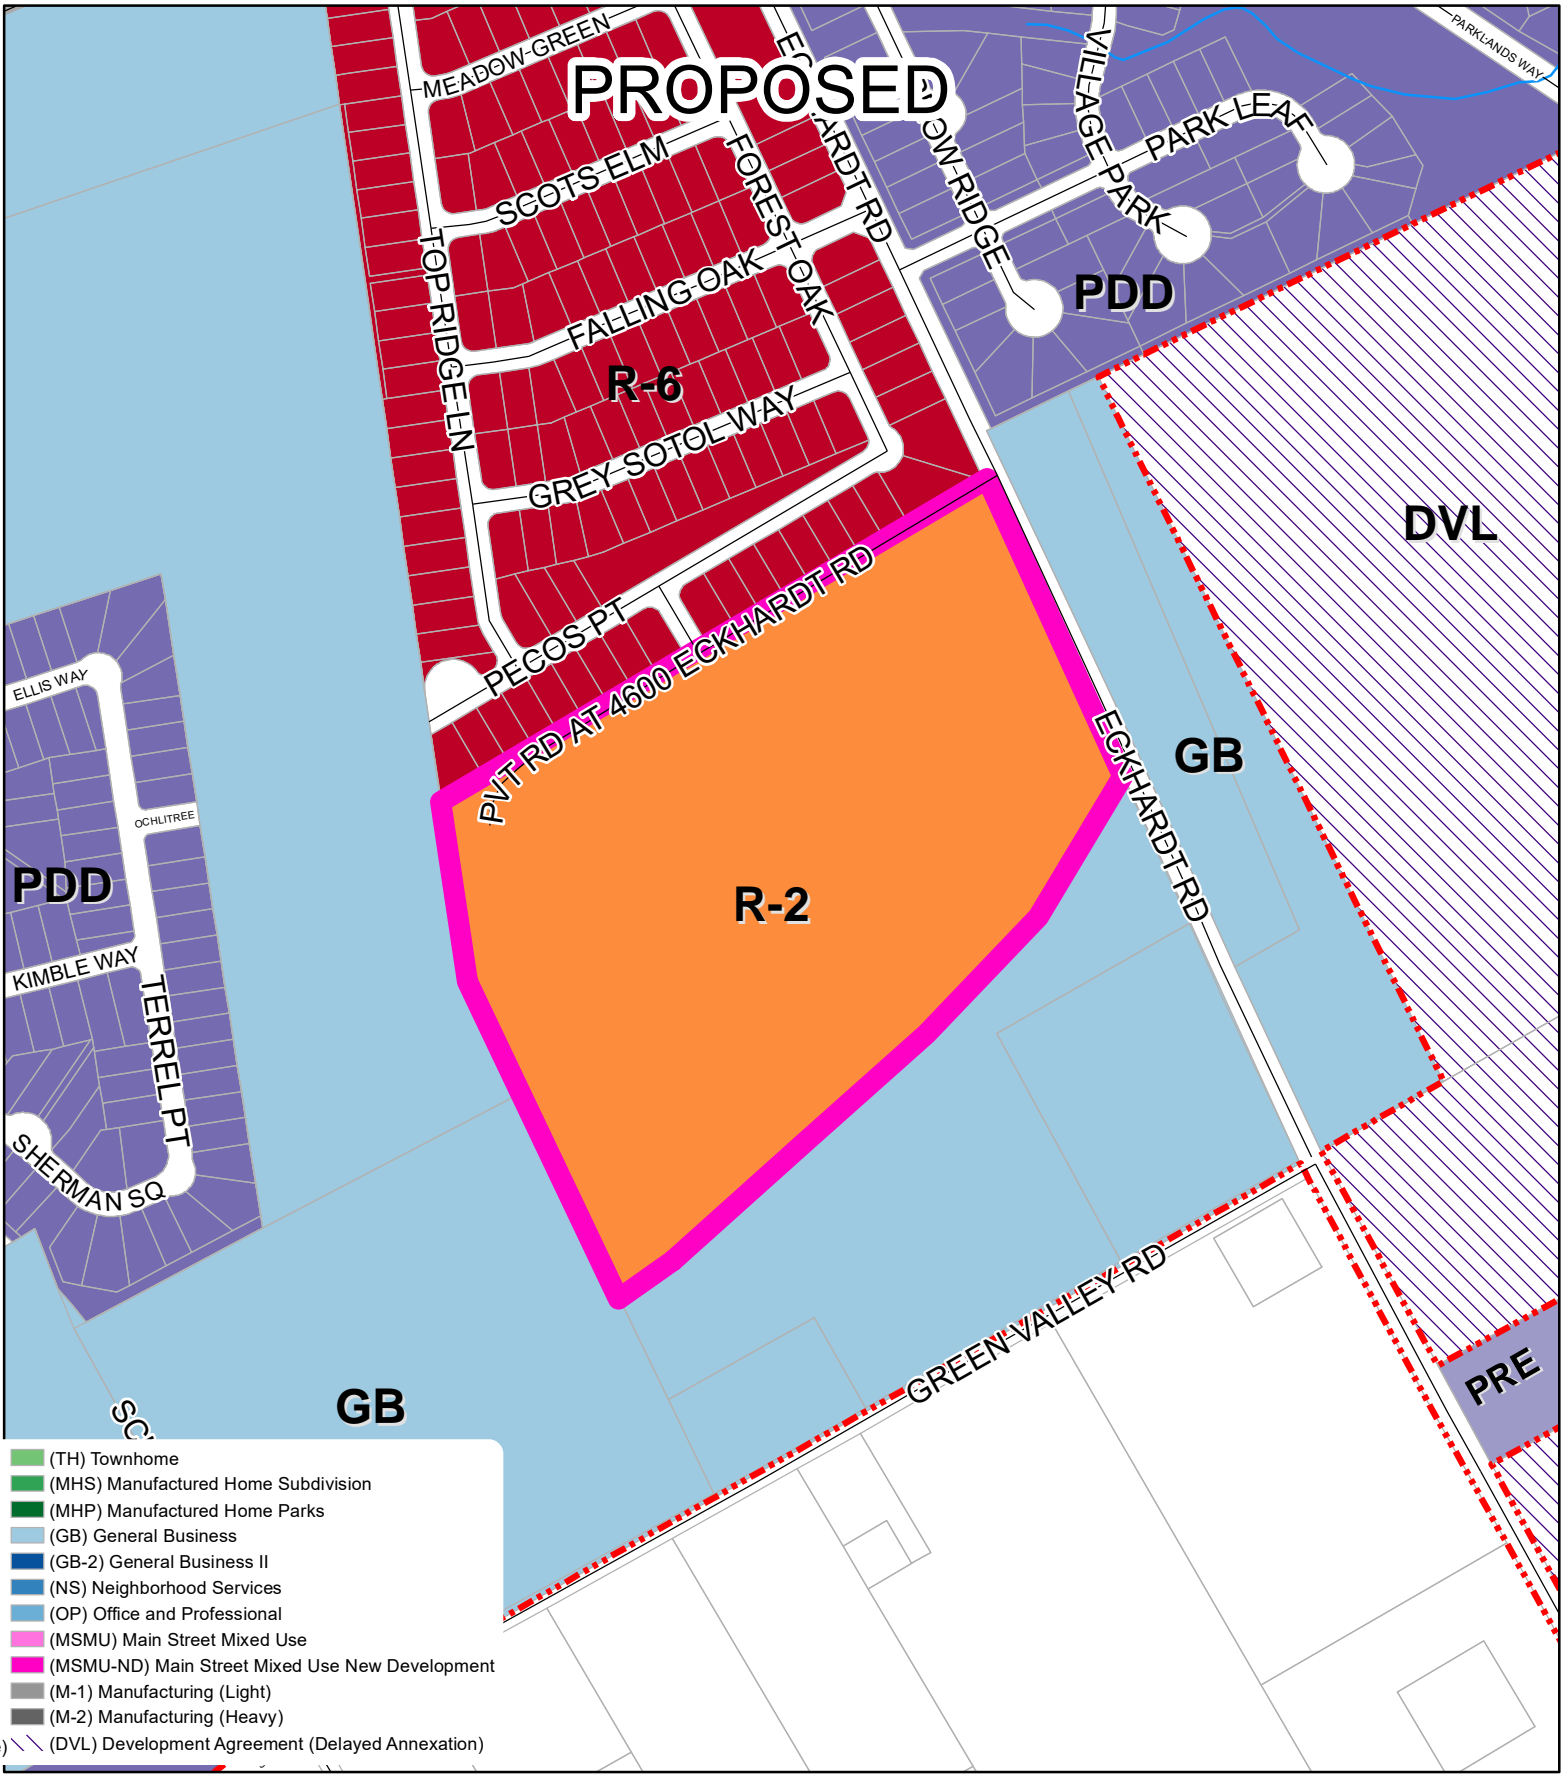 PARKLANDS WAY
MEADOW GREEN
PROPOSED
VILLAGE PARK
PARK LEAF
SCOTS ELM
FOREST OAK
TOP RIDGE LN
FALLING OAK
PDD
R-6
GREY SOTOL WAY
DVL
PECOS PT
PVT RD AT 4600 ECKHARDT RD
ELLIS WAY
ECKHARDT RD
GB
OCHLITREE
PDD
R-2
KIMBLE WAY
TERREL PT
SHERMAN SQ
GREEN VALLEY RD
PRE
GB
(TH) Townhome
(MHS) Manufactured Home Subdivision
(MHP) Manufactured Home Parks
(GB) General Business
(GB-2) General Business II
(NS) Neighborhood Services
(OP) Office and Professional
(MSMU) Main Street Mixed Use
(MSMU-ND) Main Street Mixed Use New Development
(M-1) Manufacturing (Light)
(M-2) Manufacturing (Heavy)
(DVL) Development Agreement (Delayed Annexation)